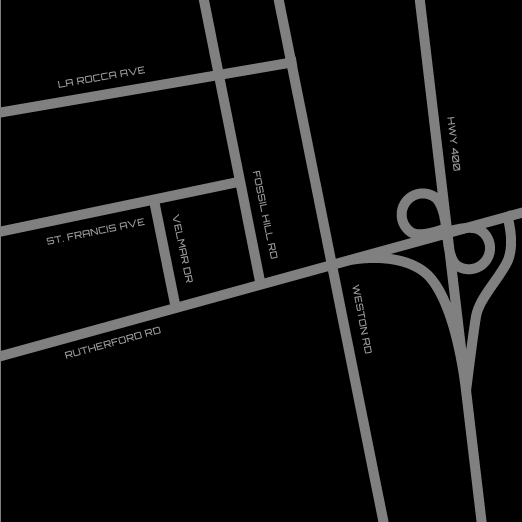 LA ROCCA AVE
HWY 400
FOSSIL HILL RD
ST. FRANCIS AVE
VELMAR DR
WESTON RD
RUTHERFORD RD